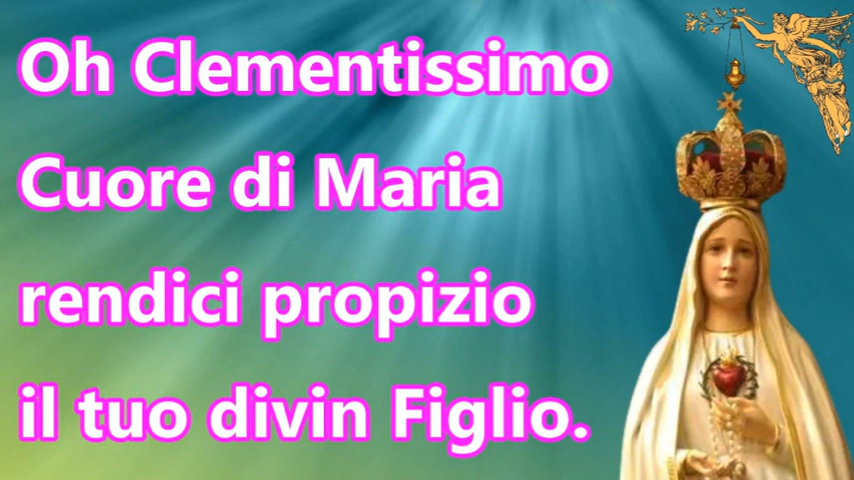 Oh Clementissimo
Cuore di Maria
rendici propizio
il tuo divin Figlio.